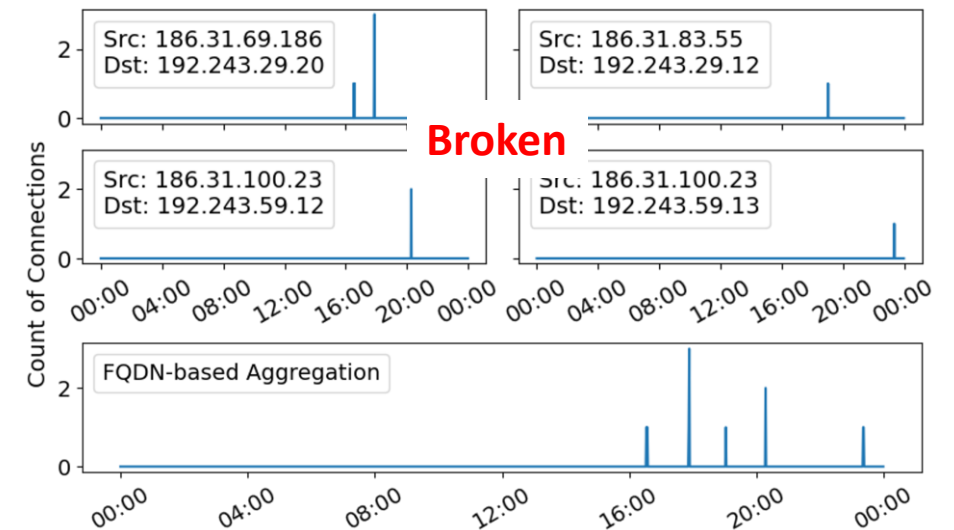 2
Src: 186.31.69.186
Dst: 192.243.29.20
0
Src: 186.31.83.55
Dst: 192.243.29.12
Broken
Count of Connections
2
Src: 186.31.100.23
Dst: 192.243.59.12
0
Src: 186.31.100.23
Dst: 192.243.59.13
00:00 04:00 08:00 12:00 16:00 20:00 00:00
00:00 04:00 08:00 12:00 16:00 20:00 00:00
FQDN-based Aggregation
2
0
00:00 04:00 08:00 12:00 16:00 20:00 00:00